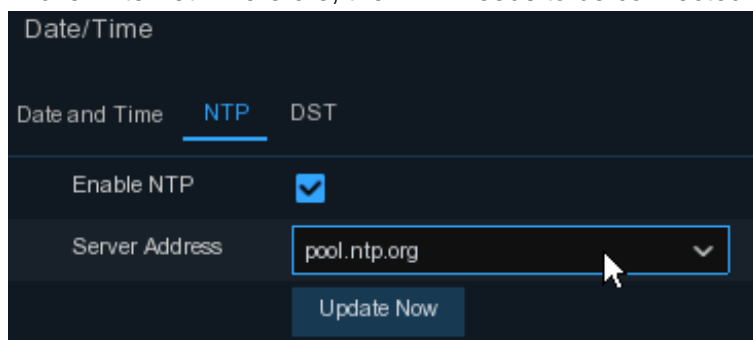 Date/Time
Date and Time NTP DST
Enable NTP
Server Address pool.ntp.org
Update Now